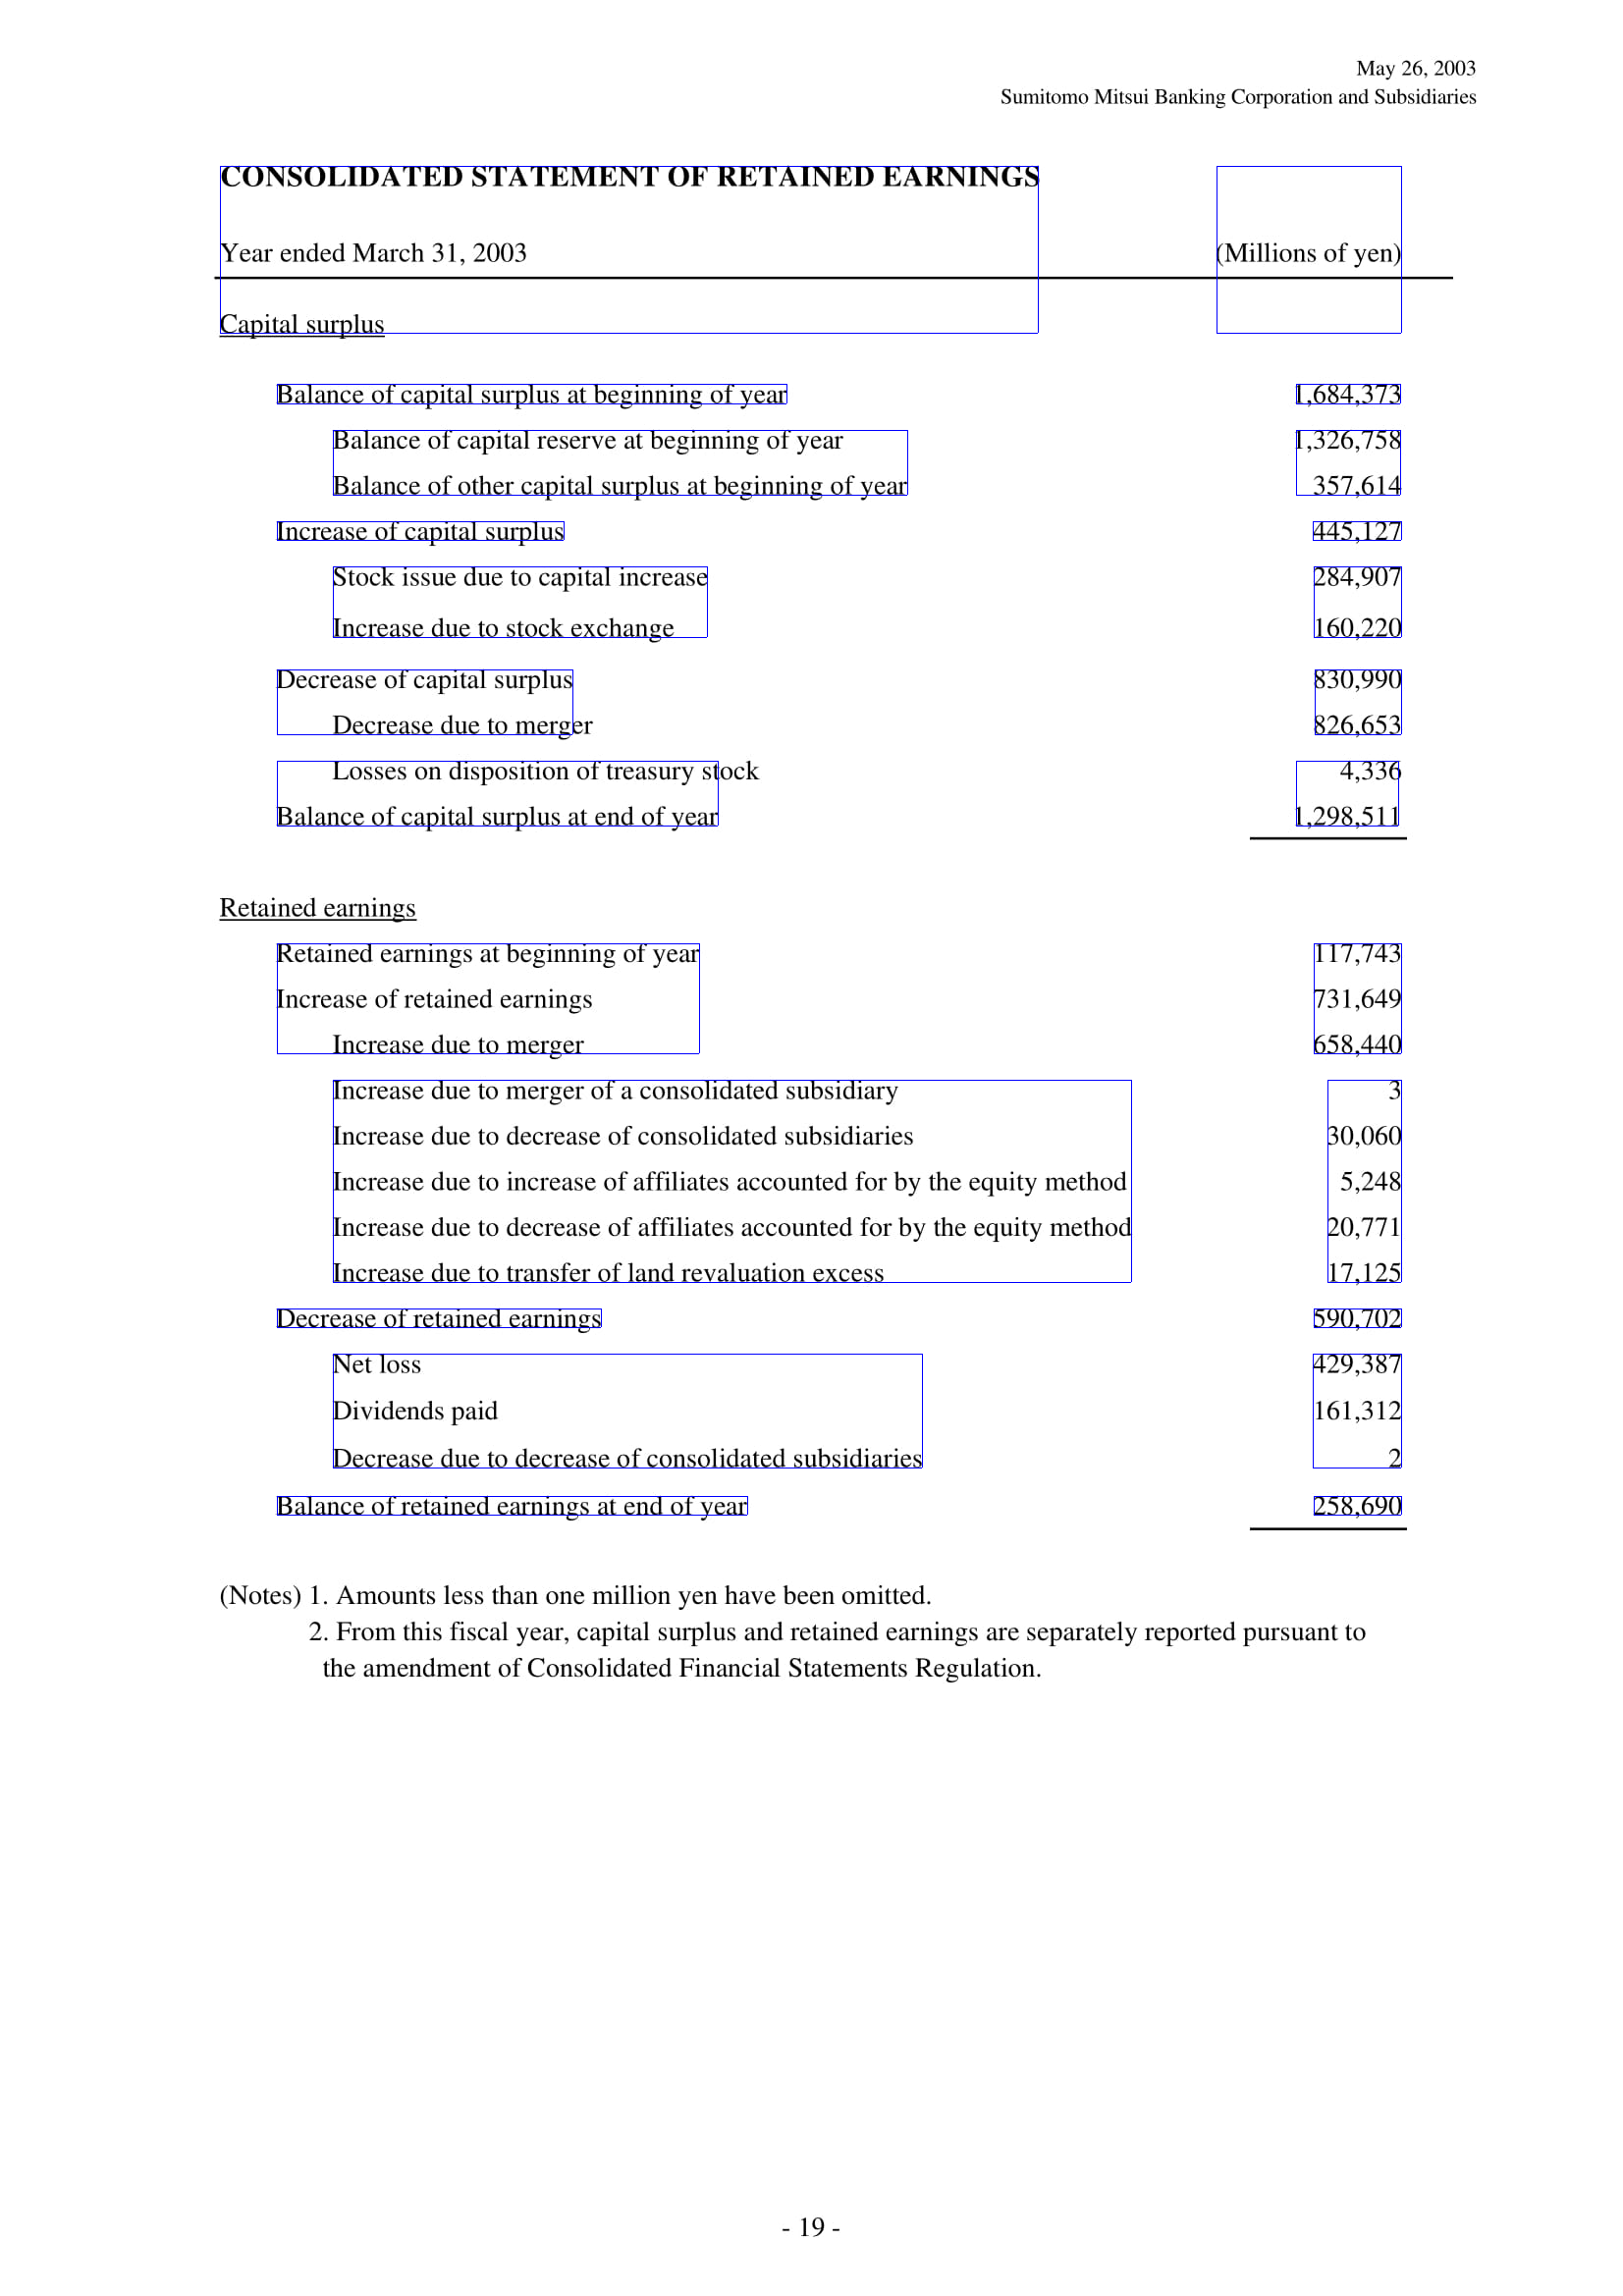 May 26, 2003
Sumitomo Mitsui Banking Corporation and Subsidiaries
CONSOLIDATED STATEMENT OF RETAINED EARNINGS
Year ended March 31, 2003 (Millions of yen)
Capital surplus
Balance of capital surplus at beginning of year 1,684,373
Balance of capital reserve at beginning of year 1,326,758
Balance of other capital surplus at beginning of year 357,614
Increase of capital surplus 445,127
Stock issue due to capital increase 284,907
Increase due to stock exchange 160,220
Decrease of capital surplus 830,990
Decrease due to merger 826,653
Losses on disposition of treasury stock 4,336
Balance of capital surplus at end of year 1,298,511
Retained earnings
Retained earnings at beginning of year 117,743
Increase of retained earnings 731,649
Increase due to merger 658,440
Increase due to merger of a consolidated subsidiary 3
Increase due to decrease of consolidated subsidiaries 30,060
Increase due to increase of affiliates accounted for by the equity method 5,248
Increase due to decrease of affiliates accounted for by the equity method 20,771
Increase due to transfer of land revaluation excess 17,125
Decrease of retained earnings 590,702
Net loss 429,387
Dividends paid 161,312
Decrease due to decrease of consolidated subsidiaries 2
Balance of retained earnings at end of year 258,690
(Notes) 1. Amounts less than one million yen have been omitted.
2. From this fiscal year, capital surplus and retained earnings are separately reported pursuant to
the amendment of Consolidated Financial Statements Regulation.
- 19 -